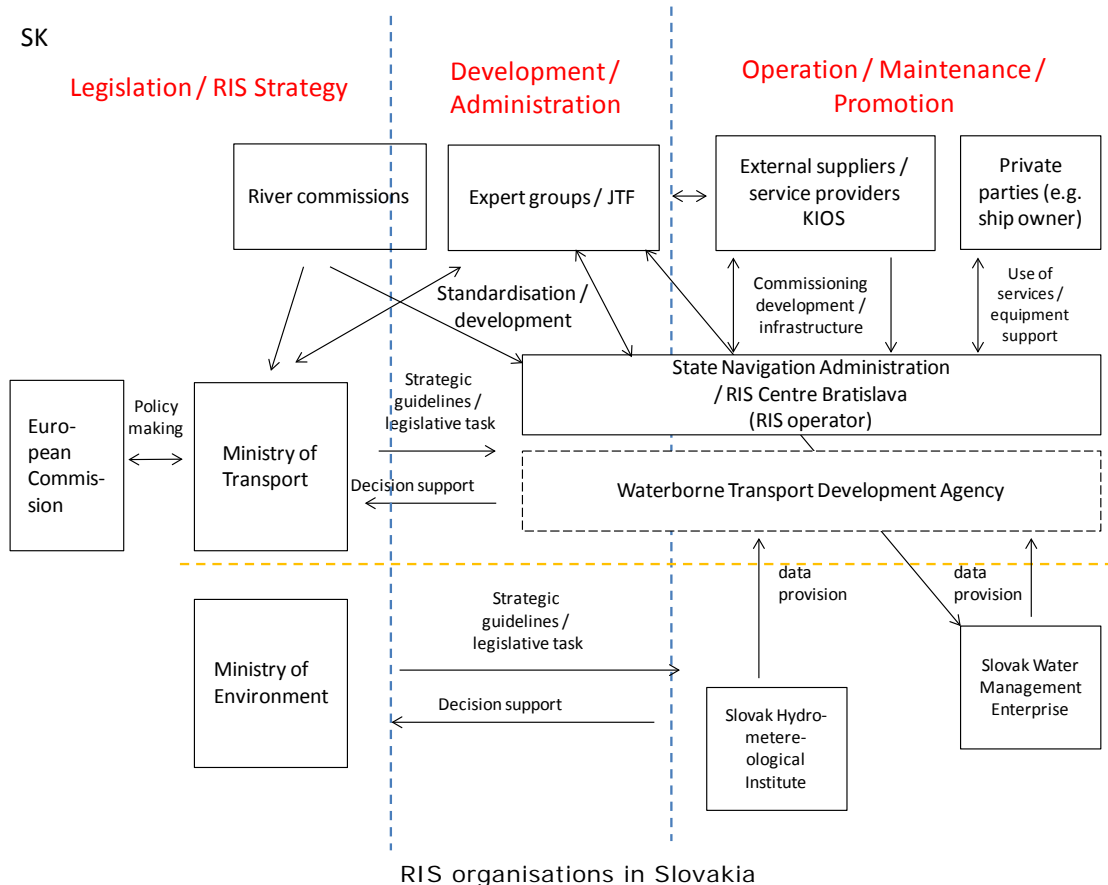 SK
Legislation / RIS Strategy
Development /
Administration
Operation / Maintenance /
Promotion
River commissions
Expert groups / JTF
External suppliers /
service providers
KIOS
Private
parties (e.g.
ship owner)
Standardisation /
development
Commissioning
development /
infrastructure
Use of
services /
equipment
support
Euro-
pean
Commis-
sion
Policy
making
Ministry of
Transport
Strategic
guidelines /
legislative task
Decision support
State Navigation Administration
/ RIS Centre Bratislava
(RIS operator)
Waterborne Transport Development Agency
data
provision
data
provision
Ministry of
Environment
Strategic
guidelines /
legislative task
Decision support
Slovak Hydro-
metereo-
ological
Institute
Slovak Water
Management
Enterprise
RIS organisations in Slovakia